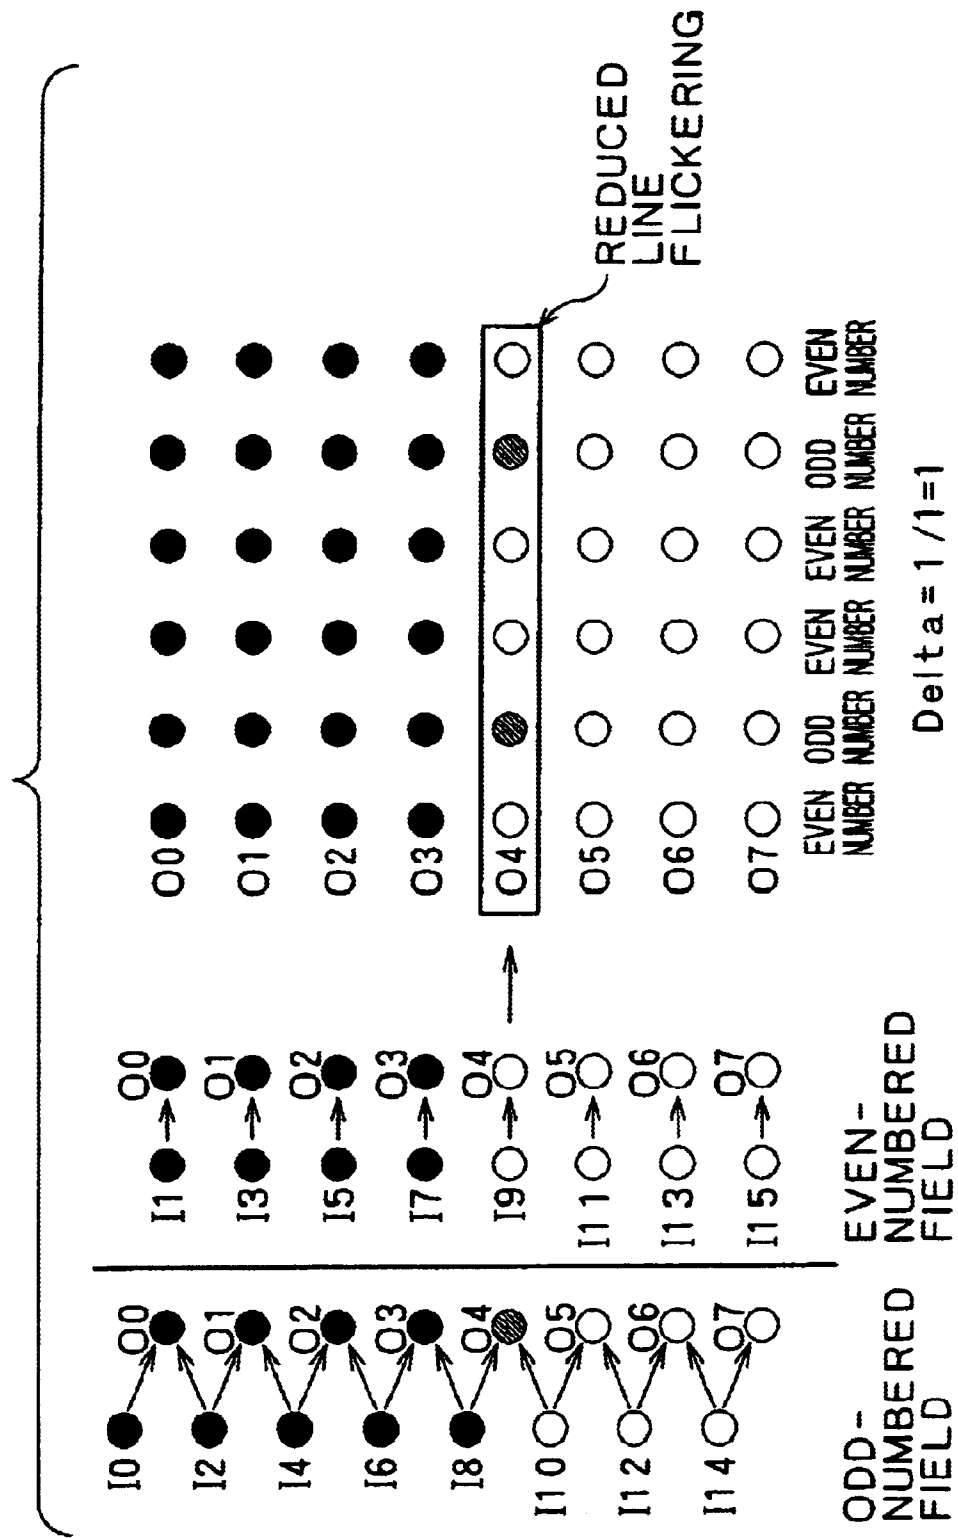 I0
O0
I2
O1
I4
O2
I6
O3
I8
O4
I10
O5
I12
O6
I14
O7
ODD-
NUMBERED
FIELD
O0
I1
O1
I3
O2
I5
O3
I7
O4
I9
O5
I11
O6
I13
O7
I15
EVEN-
NUMBERED
FIELD
O0
O1
O2
O3
O4
O5
O6
O7
EVEN ODD EVEN EVEN ODD EVEN
NUMBER NUMBER NUMBER NUMBER NUMBER NUMBER
Delta=1/1=1
REDUCED
LINE
FLICKERING